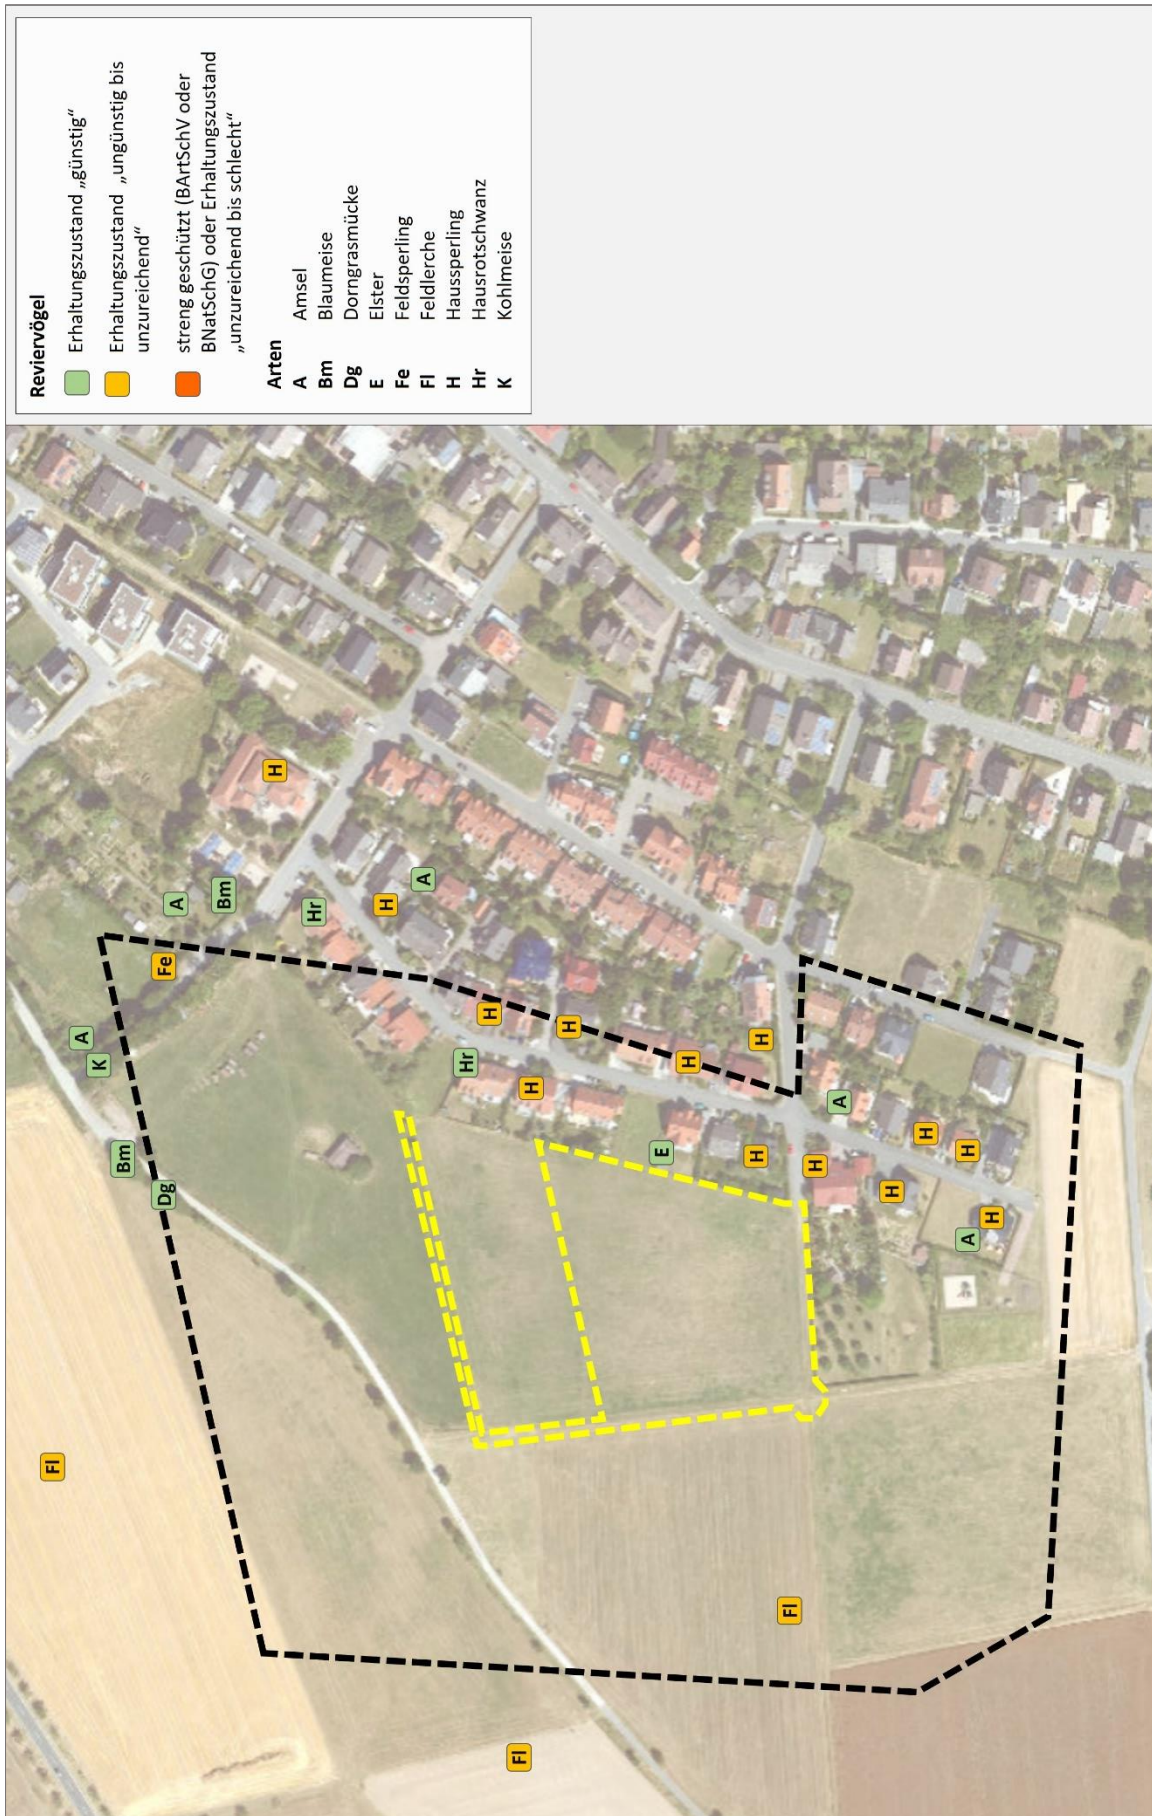 Reviervögel
Erhaltungszustand „günstig“
Erhaltungszustand „ungünstig bis
unzureichend“
streng geschützt (BArtSchV oder
BNatSchG) oder Erhaltungszustand
„unzureichend bis schlecht“
Arten
A Amsel
Bm Blaumeise
Dg Dorngrasmücke
E Elster
Fe Feldsperling
Fl Feldlerche
H Haussperling
Hr Hausrotschwanz
K Kohlmeise
Fl
A
K
Bm
Dg
Fe
A
Bm
H
Hr
H
A
Hr
H
Fl
H
H
E
H
H
H
Fl
H
A
H
H
H
A
H